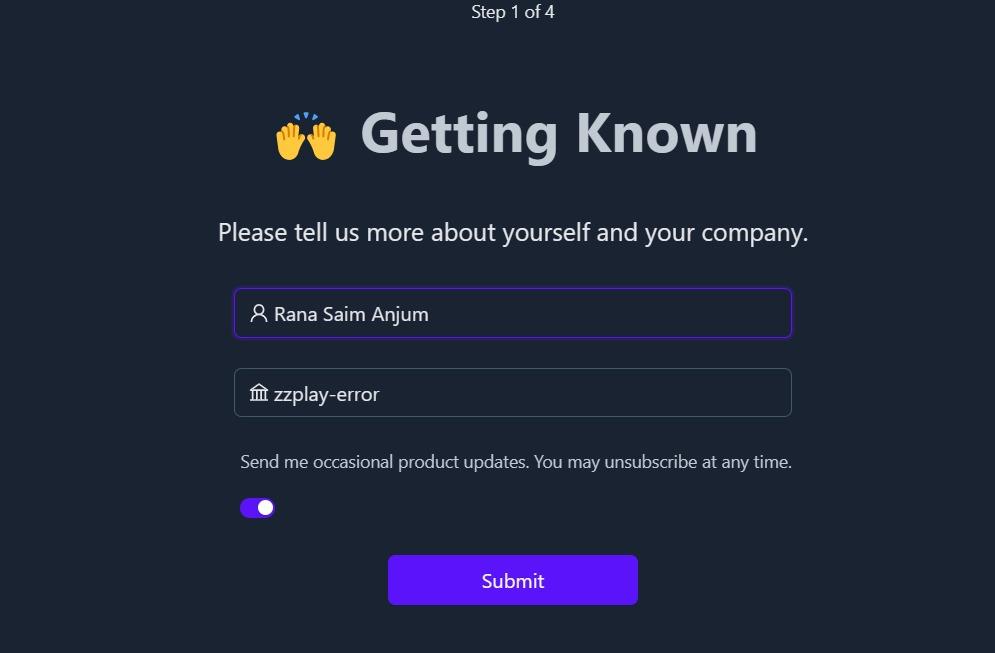 Step 1 of 4
🙌 Getting Known
Please tell us more about yourself and your company.
Rana Saim Anjum
zzplay-error
Send me occasional product updates. You may unsubscribe at any time.
Submit